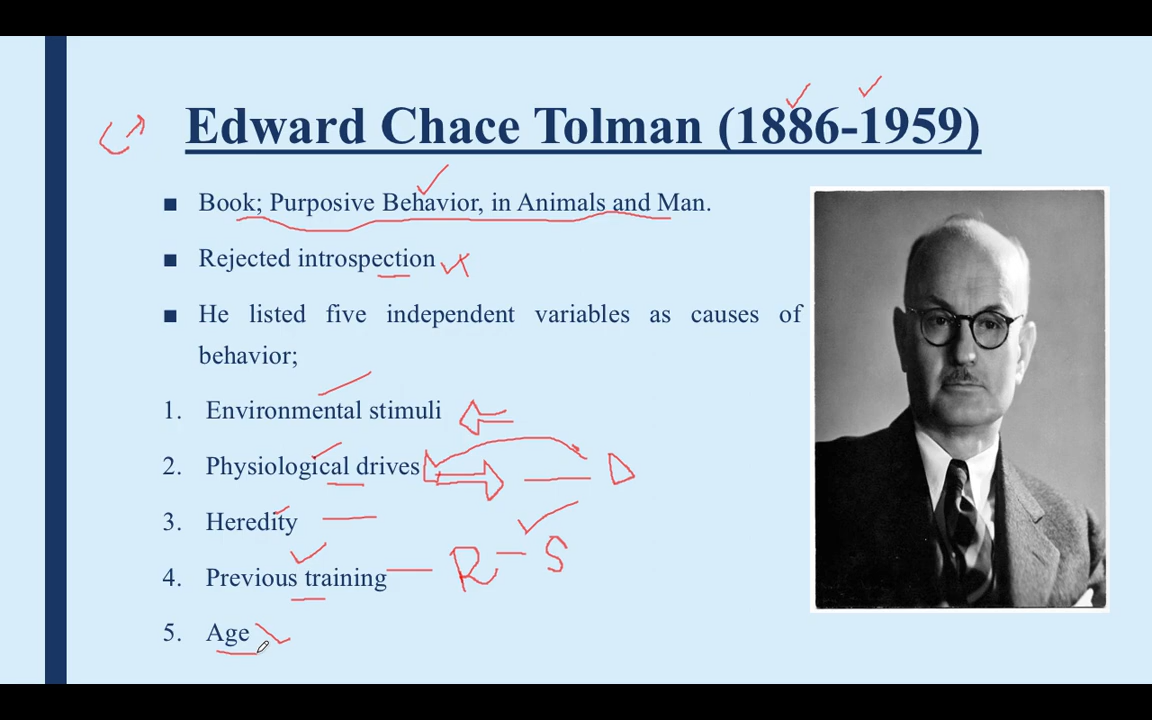 Edward Chace Tolman (1886-1959)
■ Book; Purposive Behavior, in Animals and Man.
■ Rejected introspection
■ He listed five independent variables as causes of
behavior;
1. Environmental stimuli
2. Physiological drives D
3. Heredity
4. Previous training — R – S
5. Age